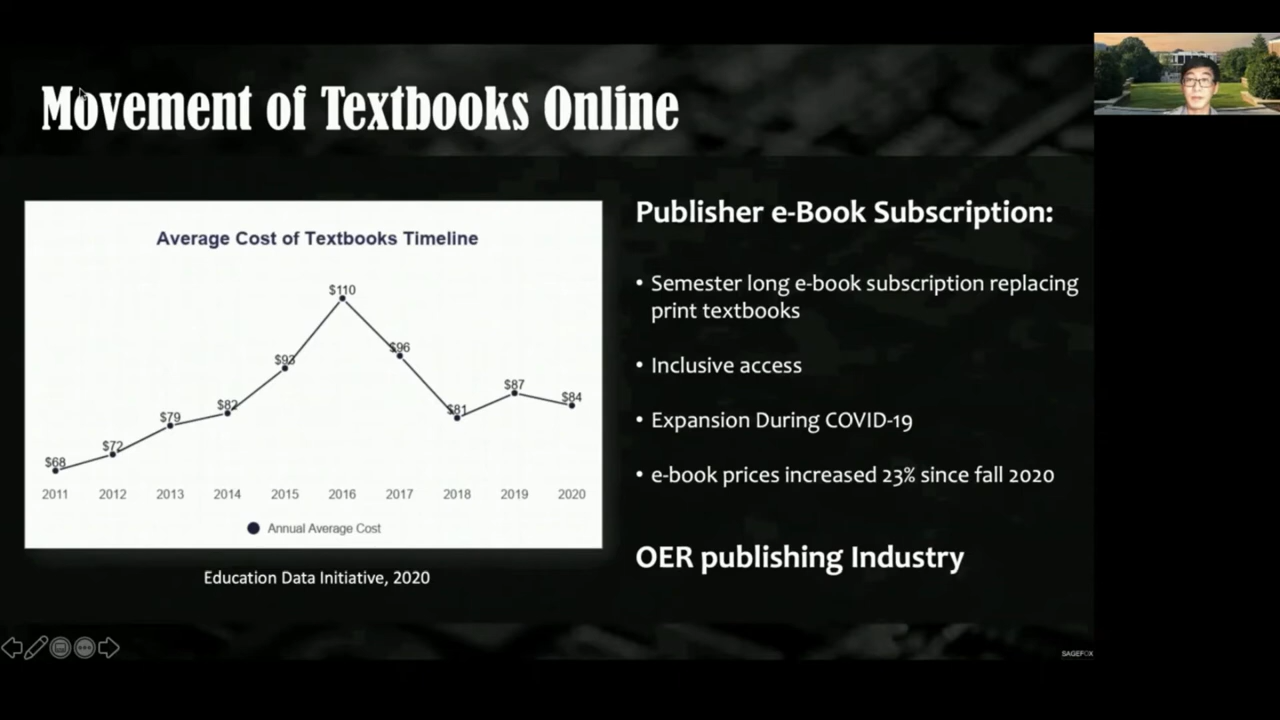 Movement of Textbooks Online
Average Cost of Textbooks Timeline
$110
$93
$96
$82
$87
$84
$79
$81
$72
$68
2011 2012 2013 2014 2015 2016 2017 2018 2019 2020
Annual Average Cost
Education Data Initiative, 2020
Publisher e-Book Subscription:
• Semester long e-book subscription replacing
print textbooks
• Inclusive access
• Expansion During COVID-19
• e-book prices increased 23% since fall 2020
OER publishing Industry
SAGEFOX